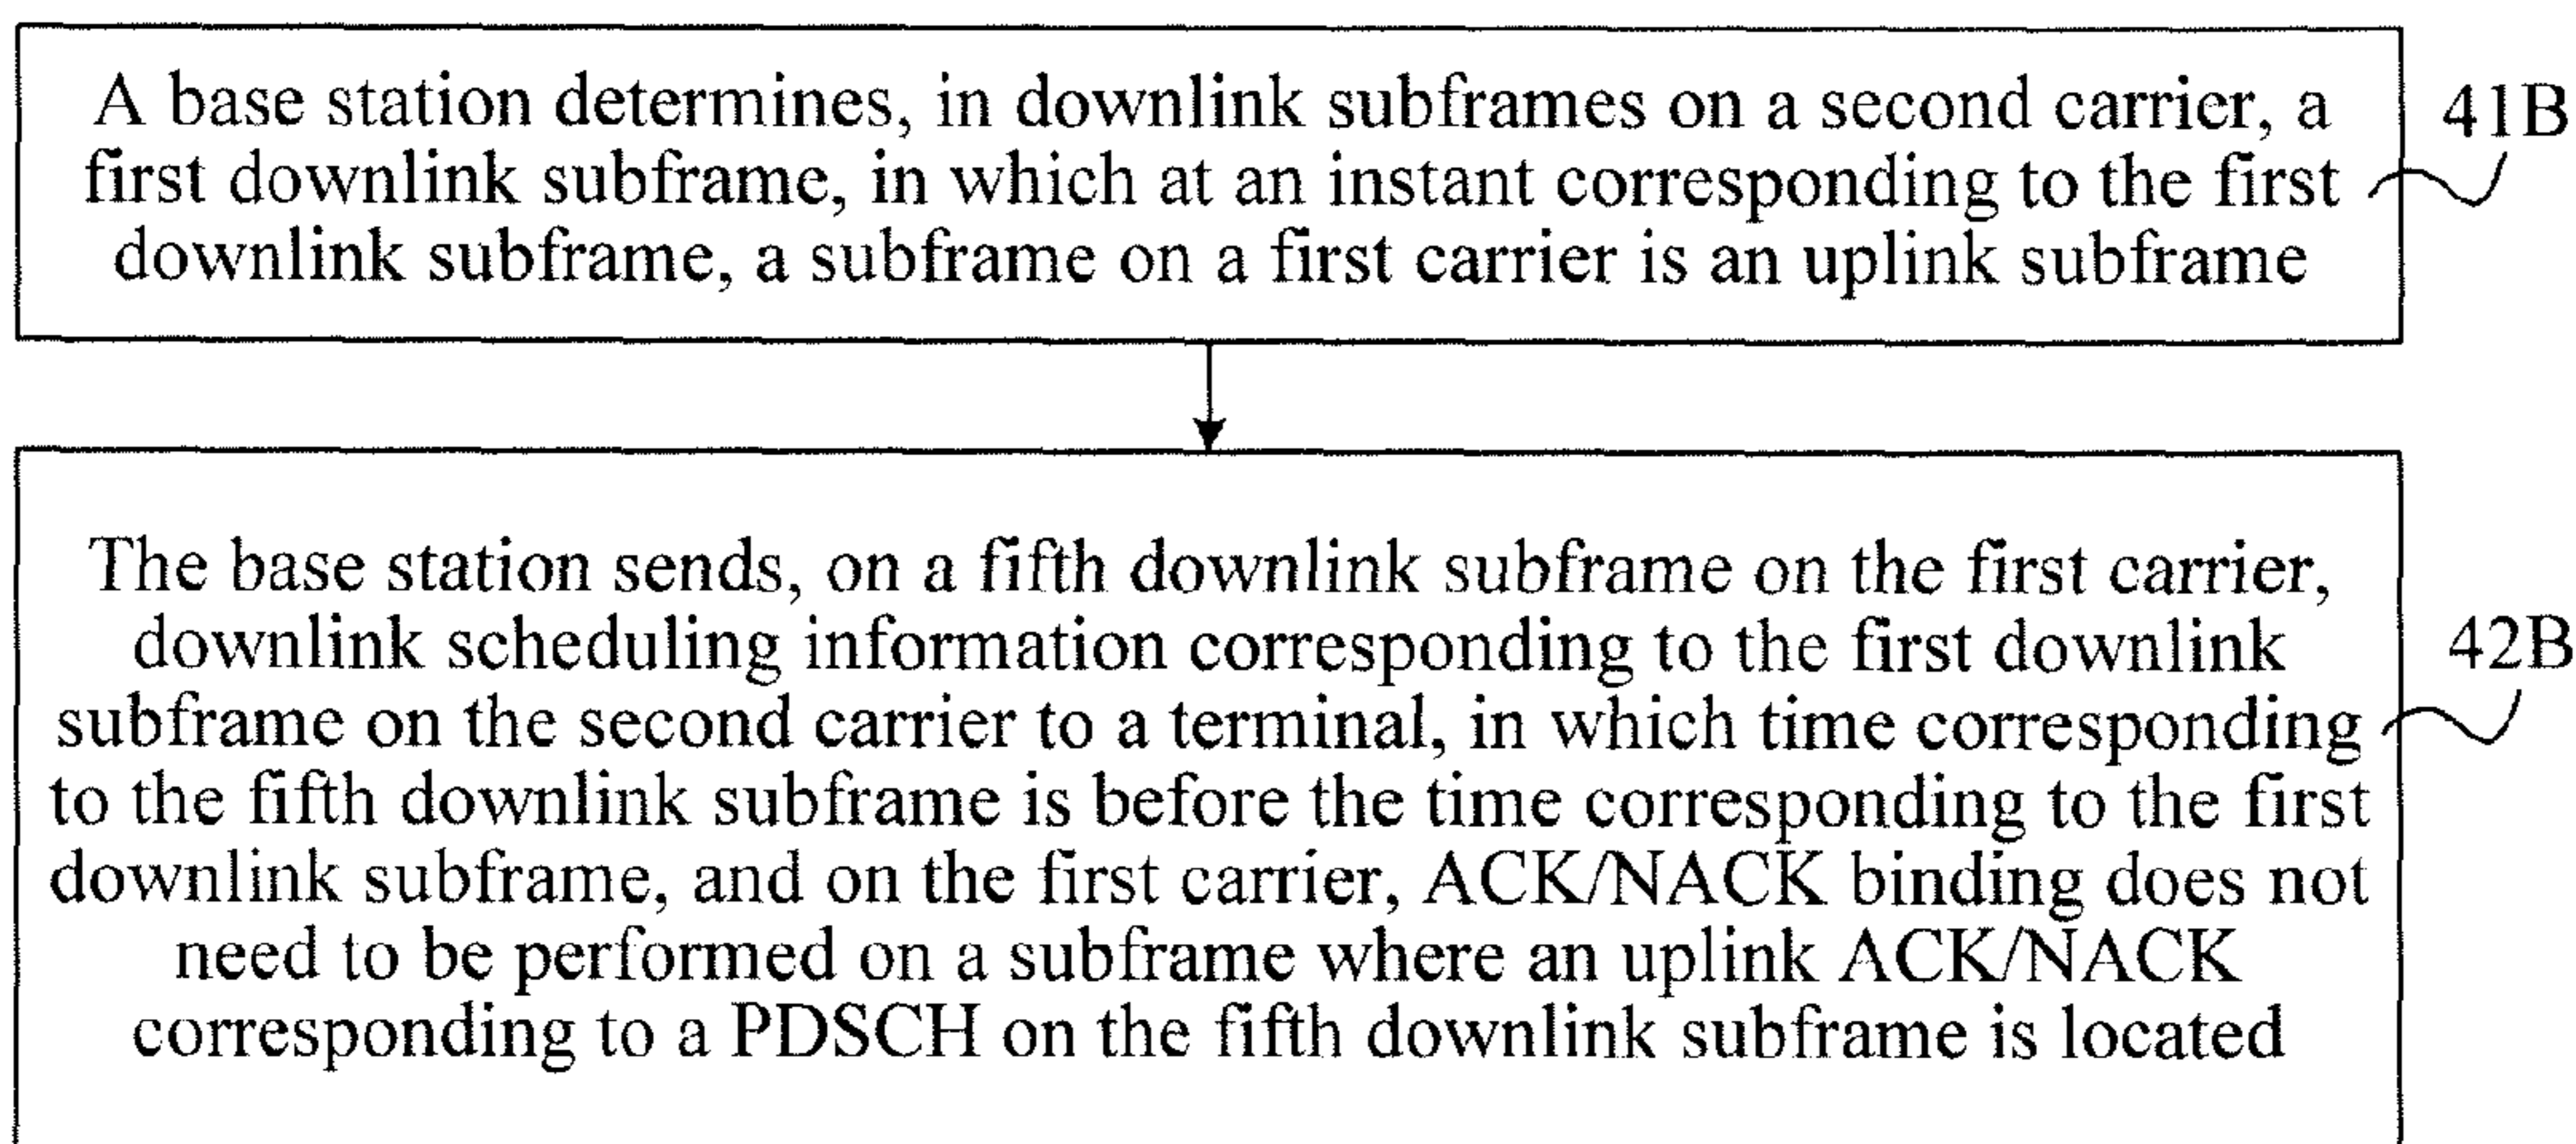 A base station determines, in downlink subframes on a second carrier, a
first downlink subframe, in which at an instant corresponding to the first
downlink subframe, a subframe on a first carrier is an uplink subframe
41B
The base station sends, on a fifth downlink subframe on the first carrier,
downlink scheduling information corresponding to the first downlink
subframe on the second carrier to a terminal, in which time corresponding
to the fifth downlink subframe is before the time corresponding to the first
downlink subframe, and on the first carrier, ACK/NACK binding does not
need to be performed on a subframe where an uplink ACK/NACK
corresponding to a PDSCH on the fifth downlink subframe is located
42B